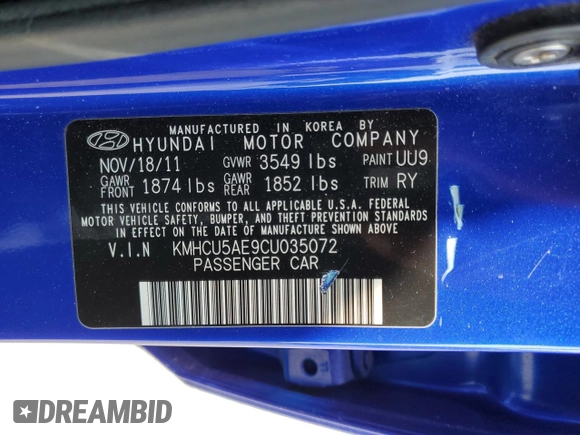 MANUFACTURED IN KOREA BY
HYUNDAI MOTOR COMPANY
NOV/18/11 GVWR 3549 lbs PAINT UU9
GAWR FRONT 1874 lbs GAWR REAR 1852 lbs TRIM RY
THIS VEHICLE CONFORMS TO ALL APPLICABLE U.S.A. FEDERAL
MOTOR VEHICLE SAFETY, BUMPER, AND THEFT PREVENTION STANDARDS
IN EFFECT ON THE DATE OF MANUFACTURE SHOWN ABOVE
V.I.N KMHCU5AE9CU035072
PASSENGER CAR
DREAMBID